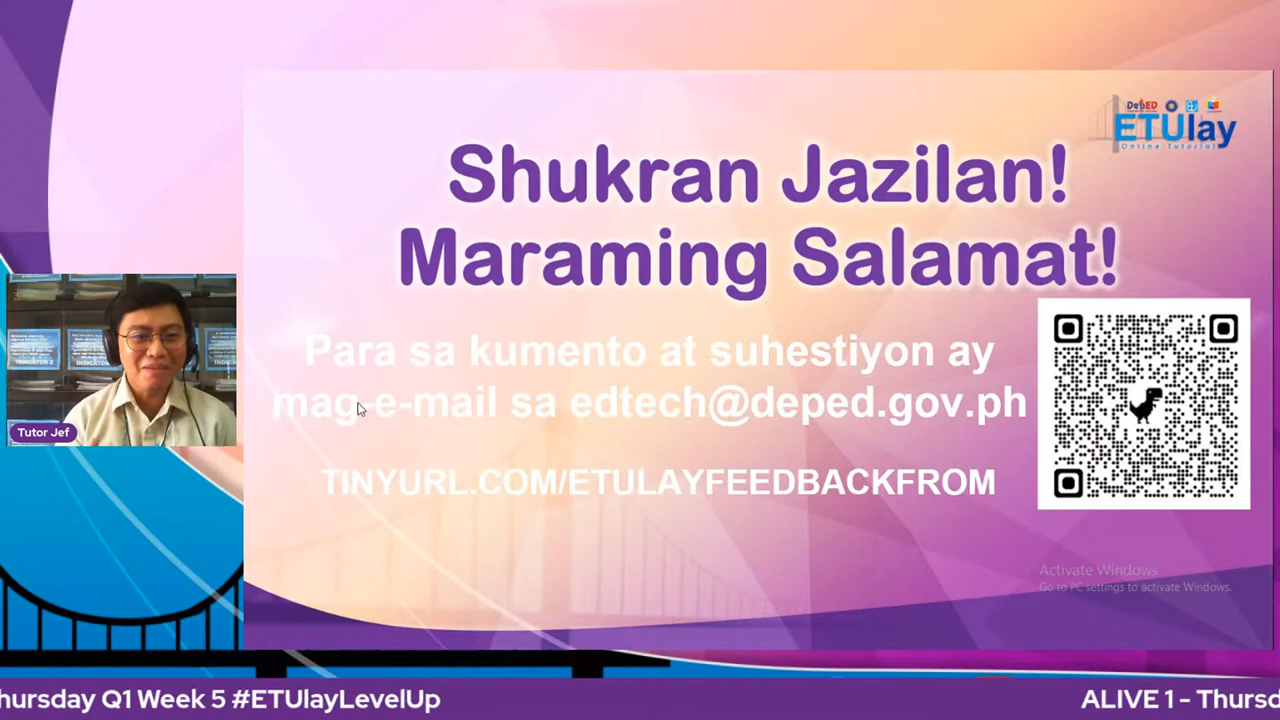 DepED
ETUlay
Online Tutorial
Shukran Jazilan!
Maraming Salamat!
Para sa kumento at suhestiyon ay
mag-e-mail sa edtech@deped.gov.ph
TINYURL.COM/ETULAYFEEDBACKFROM
INDICATOR 2
Tutor Jef
Activate Windows
Go to PC settings to activate Windows.
hursday Q1 Week 5 #ETUlayLevelUp
ALIVE 1 - Thursd